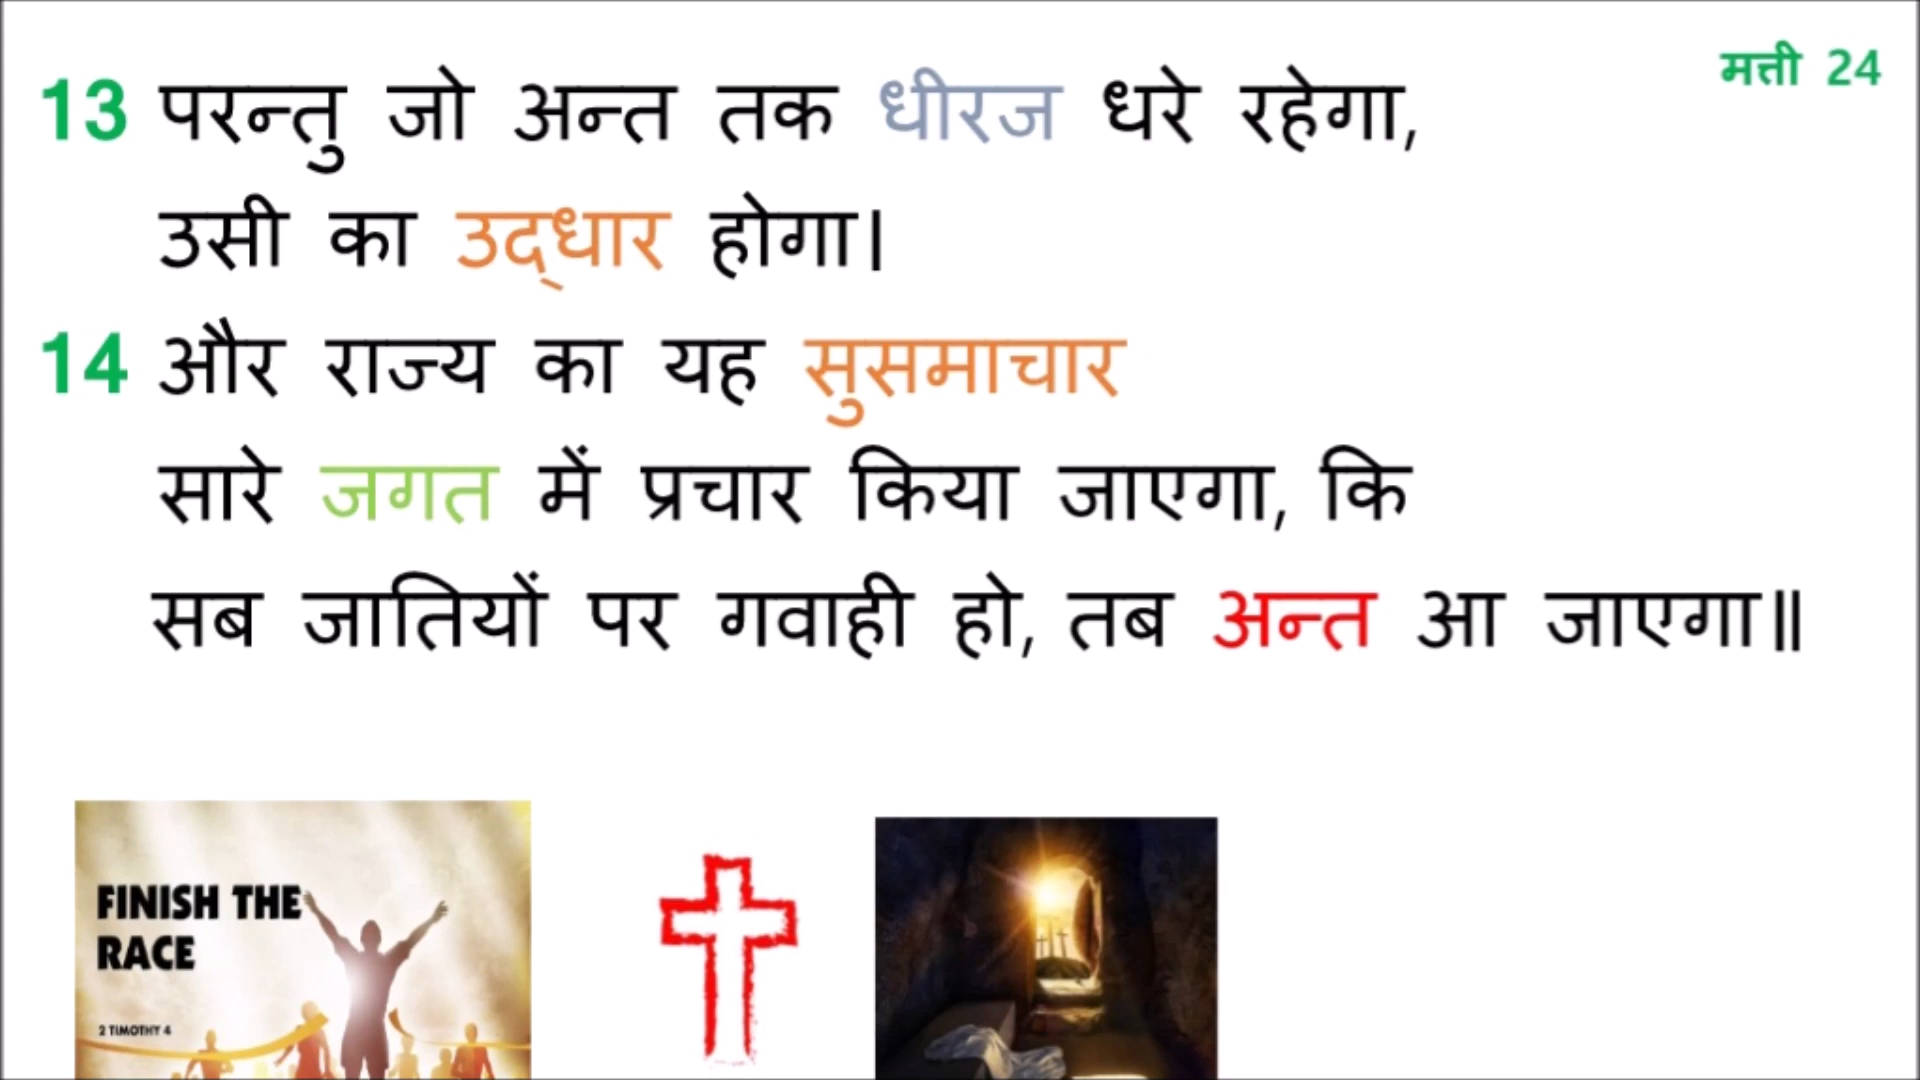 मत्ती 24
13 परन्तु जो अन्त तक धीरज धरे रहेगा,
उसी का उद्‌धार होगा।
14 और राज्य का यह सुसमाचार
सारे जगत में प्रचार किया जाएगा, कि
सब जातियों पर गवाही हो, तब अन्त आ जाएगा॥
FINISH THE
RACE
2 TIMOTHY 4